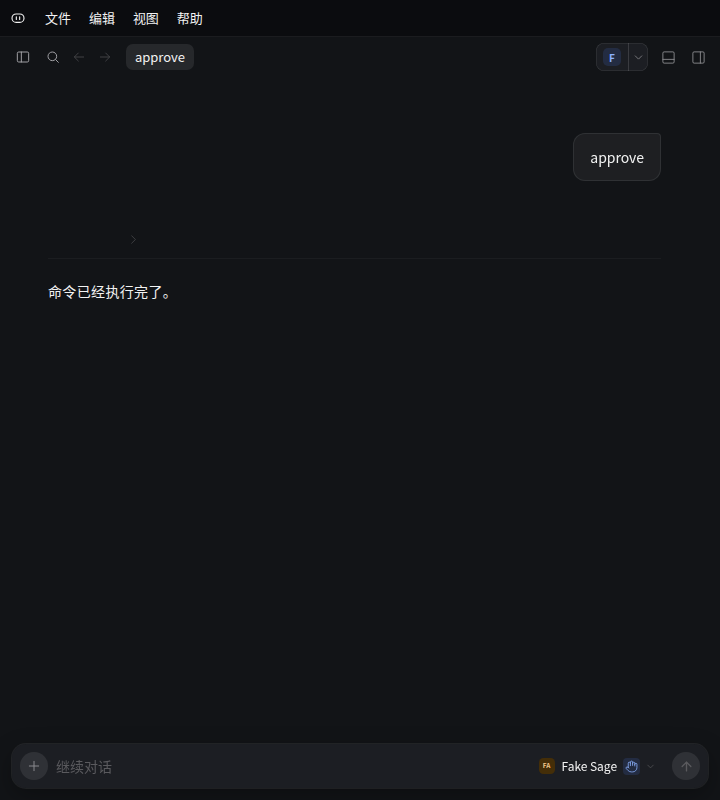 文件 编辑 视图 帮助
approve
F
approve
命令已经执行完了。
继续对话
FA Fake Sage